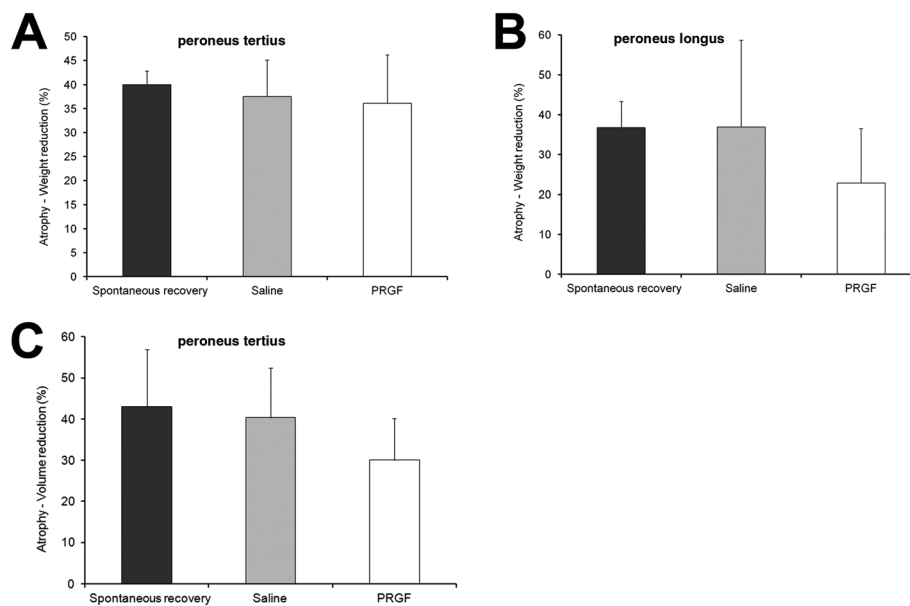 A
peroneus tertius
Atrophy - Weight reduction (%)
50
45
40
35
30
25
20
15
10
5
0
Spontaneous recovery Saline PRGF
B
peroneus longus
Atrophy - Weight reduction (%)
60
50
40
30
20
10
0
Spontaneous recovery Saline PRGF
C
peroneus tertius
Atrophy - Volume reduction (%)
60
50
40
30
20
10
0
Spontaneous recovery Saline PRGF